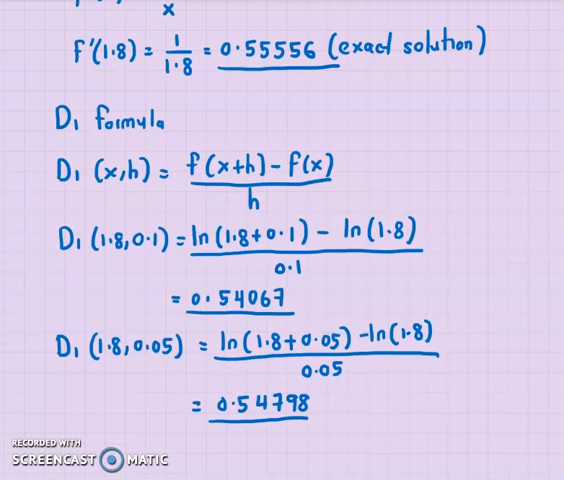 x
F'(1.8) = 1/1.8 = 0.55556 (exact solution)
D₁ formula
D₁ (x,h) = f(x+h) - f(x) / h
D₁ (1.8, 0.1) = ln(1.8+0.1) - ln(1.8) / 0.1
= 0.54067
D₁ (1.8, 0.05) = ln(1.8+0.05) - ln(1.8) / 0.05
= 0.54798
RECORDED WITH
SCREENCAST MATIC